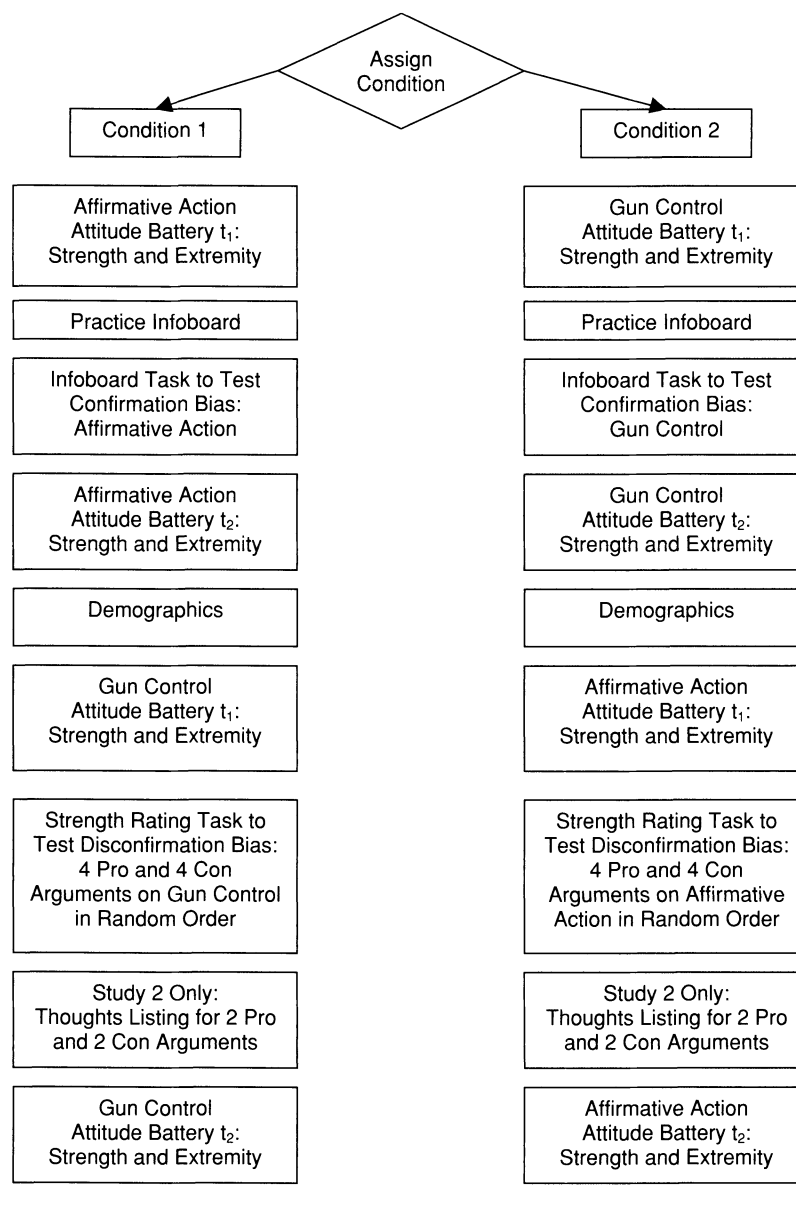 Assign
Condition
Condition 1
Condition 2
Affirmative Action
Attitude Battery t₁:
Strength and Extremity
Gun Control
Attitude Battery t₁:
Strength and Extremity
Practice Infoboard
Practice Infoboard
Infoboard Task to Test
Confirmation Bias:
Affirmative Action
Infoboard Task to Test
Confirmation Bias:
Gun Control
Affirmative Action
Attitude Battery t₂:
Strength and Extremity
Gun Control
Attitude Battery t₂:
Strength and Extremity
Demographics
Demographics
Gun Control
Attitude Battery t₁:
Strength and Extremity
Affirmative Action
Attitude Battery t₁:
Strength and Extremity
Strength Rating Task to
Test Disconfirmation Bias:
4 Pro and 4 Con
Arguments on Gun Control
in Random Order
Strength Rating Task to
Test Disconfirmation Bias:
4 Pro and 4 Con
Arguments on Affirmative
Action in Random Order
Study 2 Only:
Thoughts Listing for 2 Pro
and 2 Con Arguments
Study 2 Only:
Thoughts Listing for 2 Pro
and 2 Con Arguments
Gun Control
Attitude Battery t₂:
Strength and Extremity
Affirmative Action
Attitude Battery t₂:
Strength and Extremity